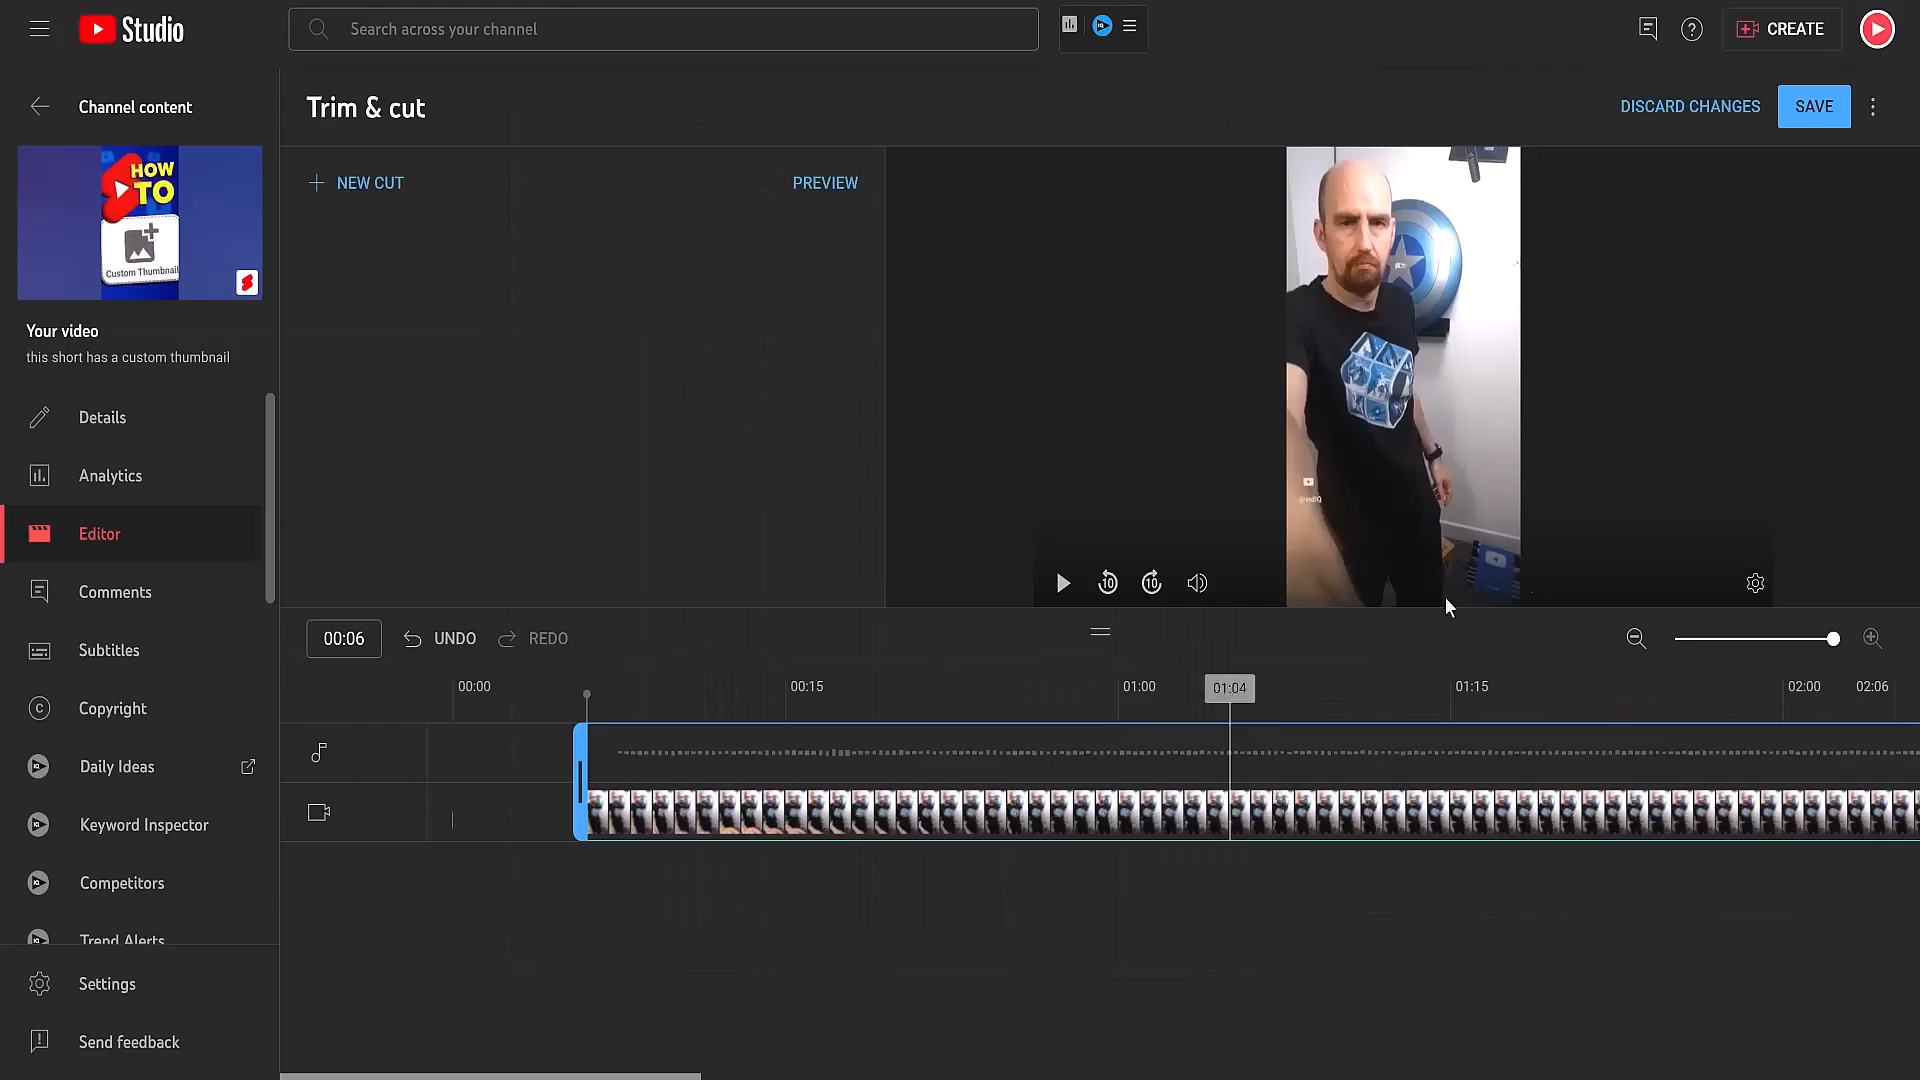 Studio
Search across your channel
CREATE
Channel content
Trim & cut
DISCARD CHANGES
SAVE
NEW CUT
PREVIEW
HOW
TO
Custom Thumbnail
Your video
this short has a custom thumbnail
Details
Analytics
Editor
Comments
Subtitles
Copyright
Daily Ideas
Keyword Inspector
Competitors
Trend Alerts
Settings
Send feedback
@vidIQ
10
10
00:06
UNDO
REDO
00:00
00:15
01:00
01:04
01:15
02:00
02:06